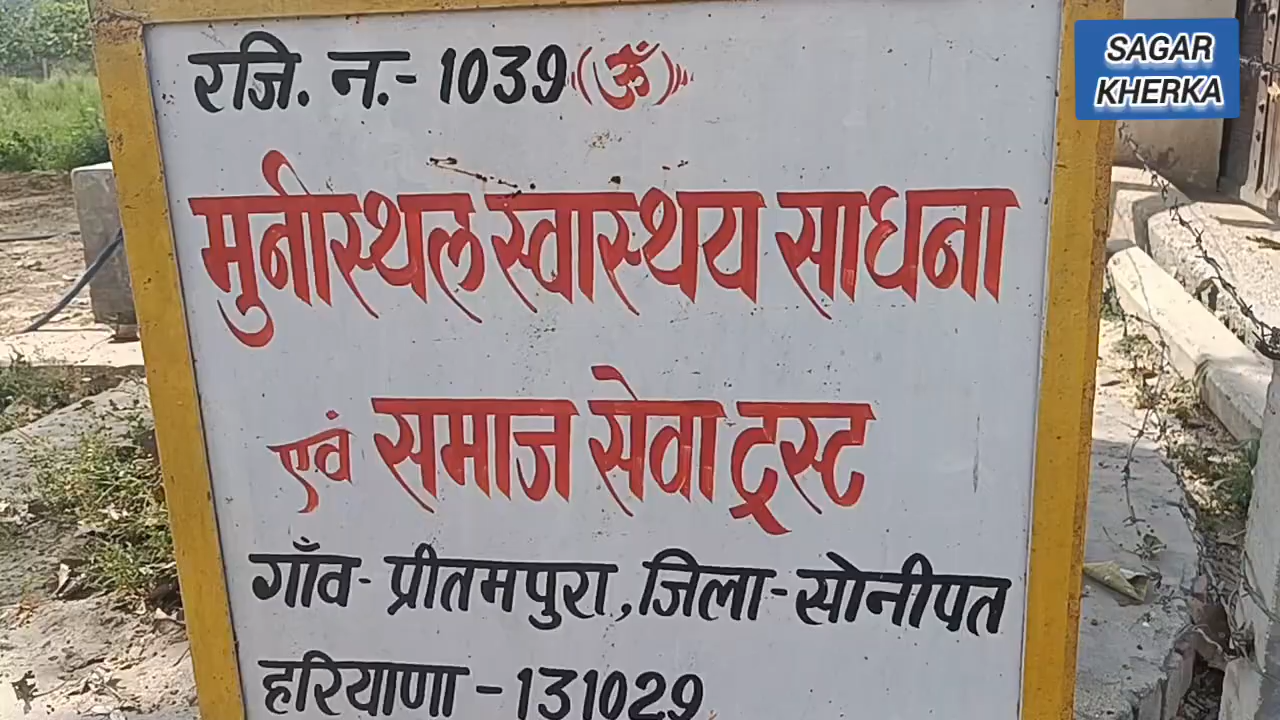 रजि. न.- 1039 (ॐ)
SAGAR
KHERKA
मुनीस्थल स्वास्थय साधना
एवं समाज सेवा ट्रस्ट
गाँव- प्रीतमपुरा, जिला-सोनीपत
हरियाणा - 131029